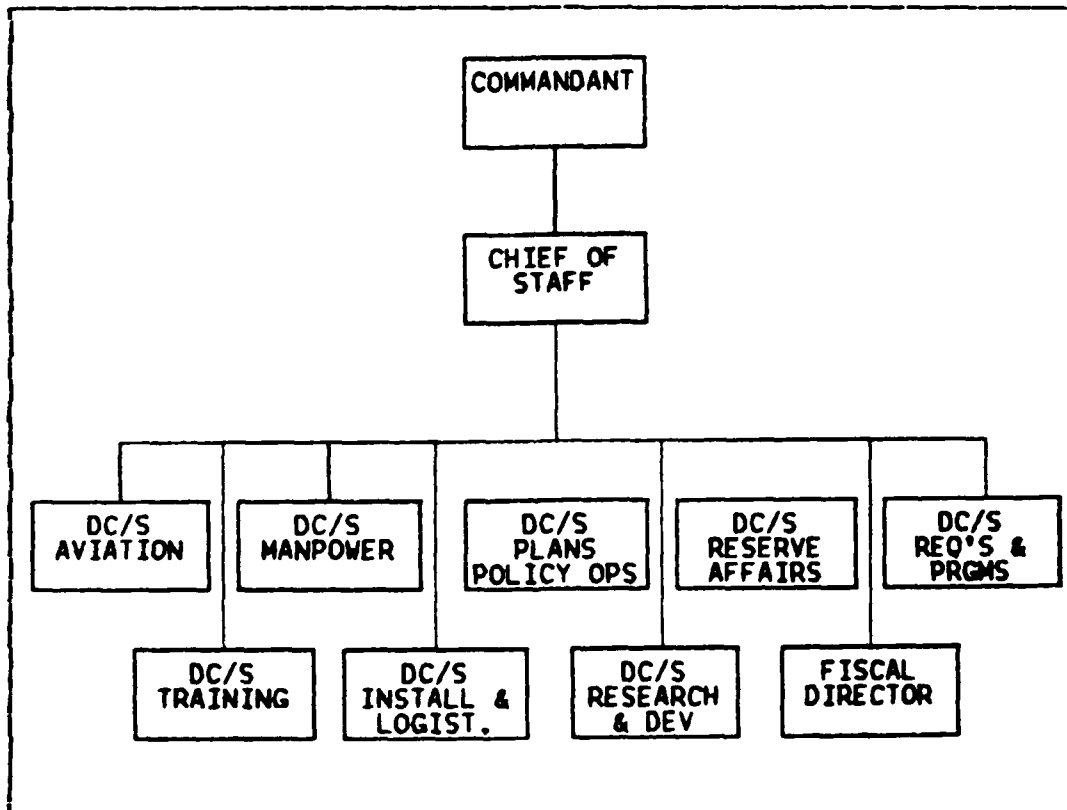 COMMANDANT
CHIEF OF
STAFF
DC/S
AVIATION
DC/S
MANPOWER
DC/S
PLANS
POLICY OPS
DC/S
RESERVE
AFFAIRS
DC/S
REQ'S &
PRGMS
DC/S
TRAINING
DC/S
INSTALL &
LOGIST.
DC/S
RESEARCH
& DEV
FISCAL
DIRECTOR